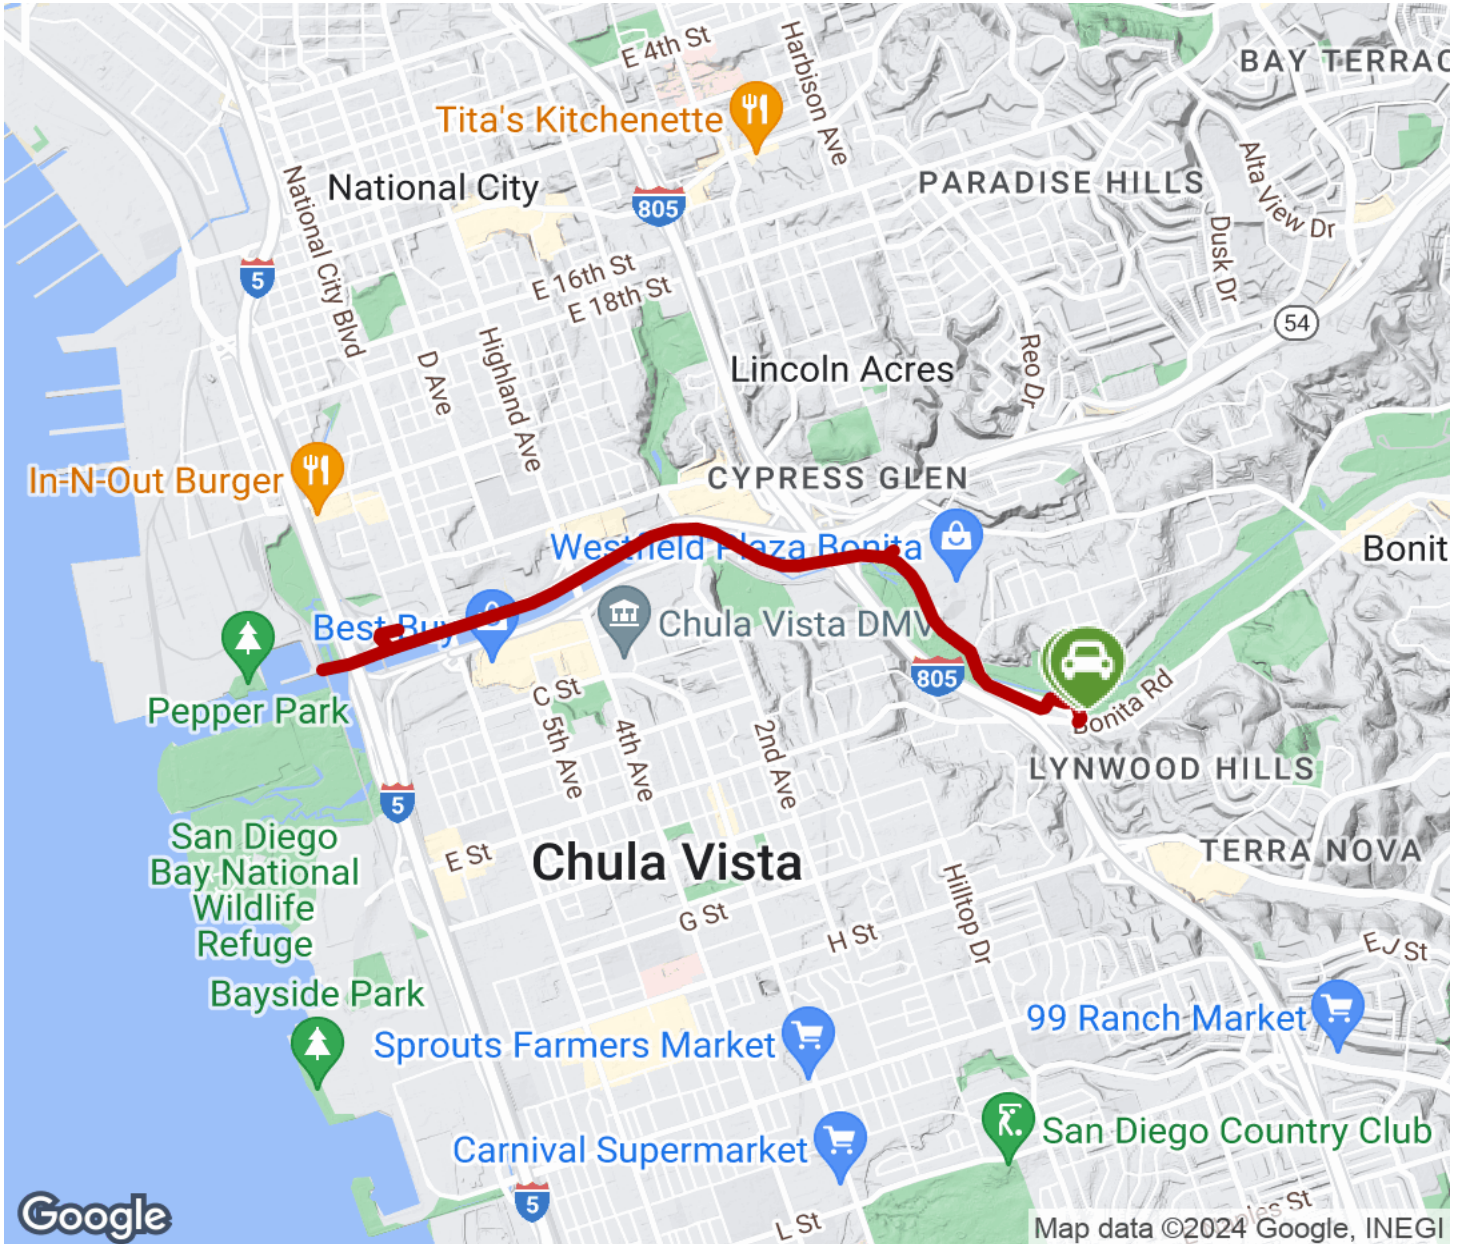 E 4th St
Harbison Ave
BAY TERRAC
Tita's Kitchenette
National City Blvd
National City
805
PARADISE HILLS
Alta View Dr
Dusk Dr
5
E 16th St
E 18th St
54
D Ave
Highland Ave
Lincoln Acres
Reo Dr
In-N-Out Burger
CYPRESS GLEN
Westfield Plaza Bonita
Bonit
Best Buy
Chula Vista DMV
805
Pepper Park
C St
5th Ave
4th Ave
2nd Ave
Bonita Rd
LYNWOOD HILLS
5
San Diego
Bay National
Wildlife
Refuge
E St
Chula Vista
TERRA NOVA
G St
H St
Hilltop Dr
E J St
Bayside Park
Sprouts Farmers Market
99 Ranch Market
Carnival Supermarket
San Diego Country Club
5
L St
Google
Map data ©2024 Google, INEGI